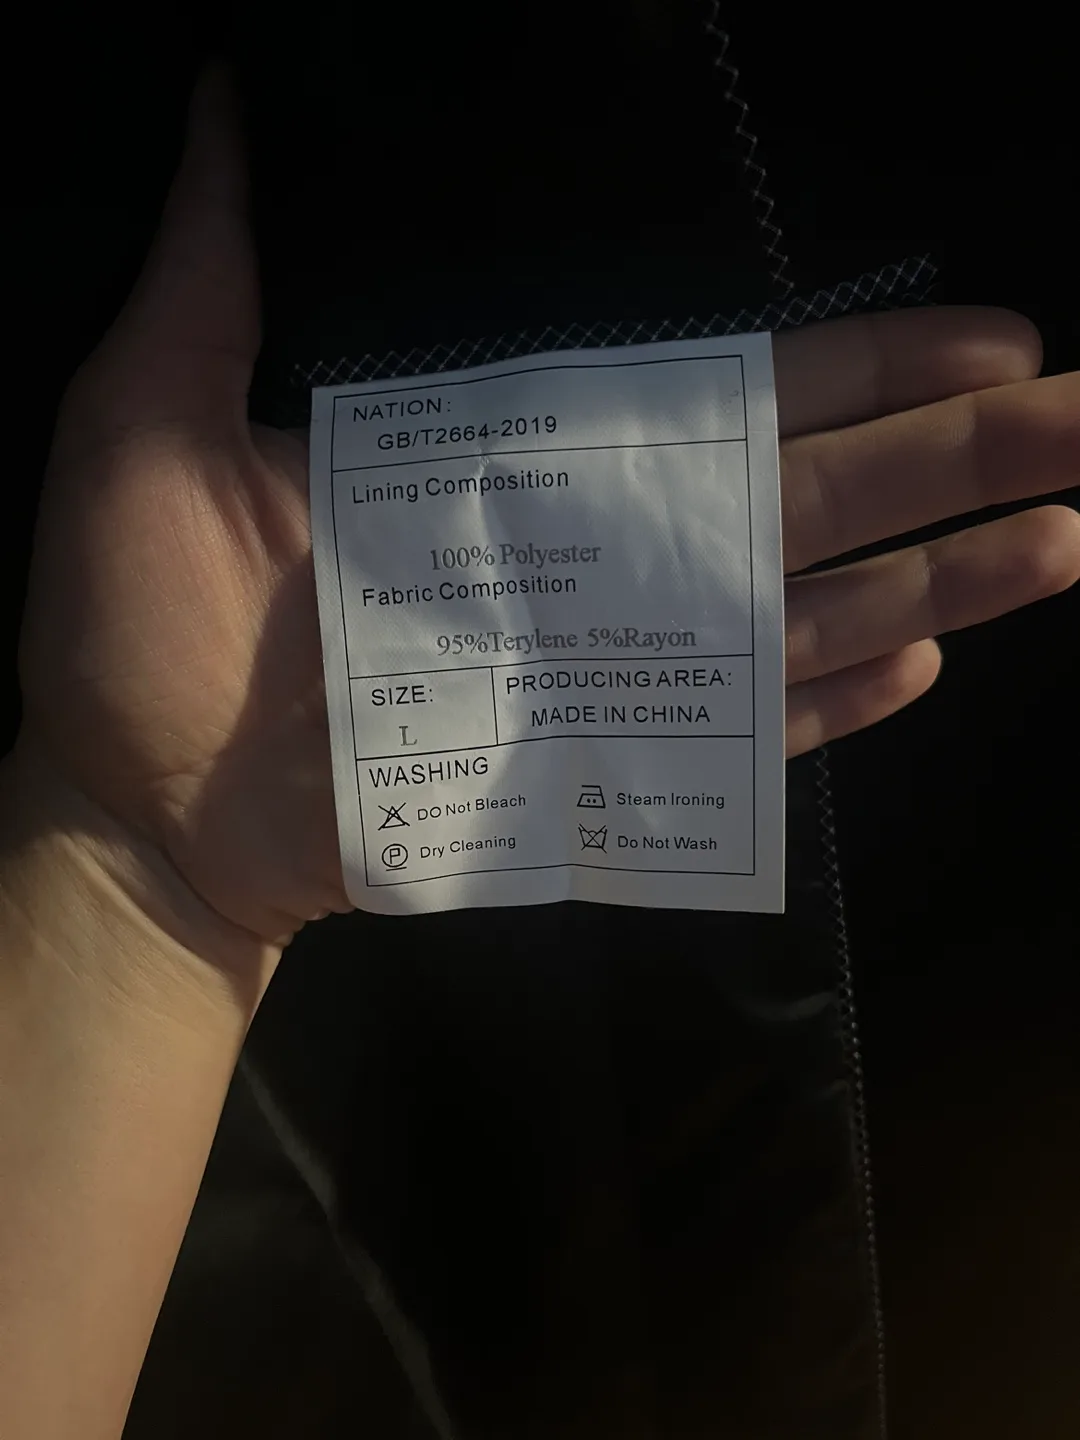 NATION:
GB/T2664-2019
Lining Composition
100% Polyester
Fabric Composition
95%Terylene 5%Rayon
SIZE:
L
PRODUCING AREA:
MADE IN CHINA
WASHING
DO Not Bleach
Steam Ironing
P Dry Cleaning
Do Not Wash